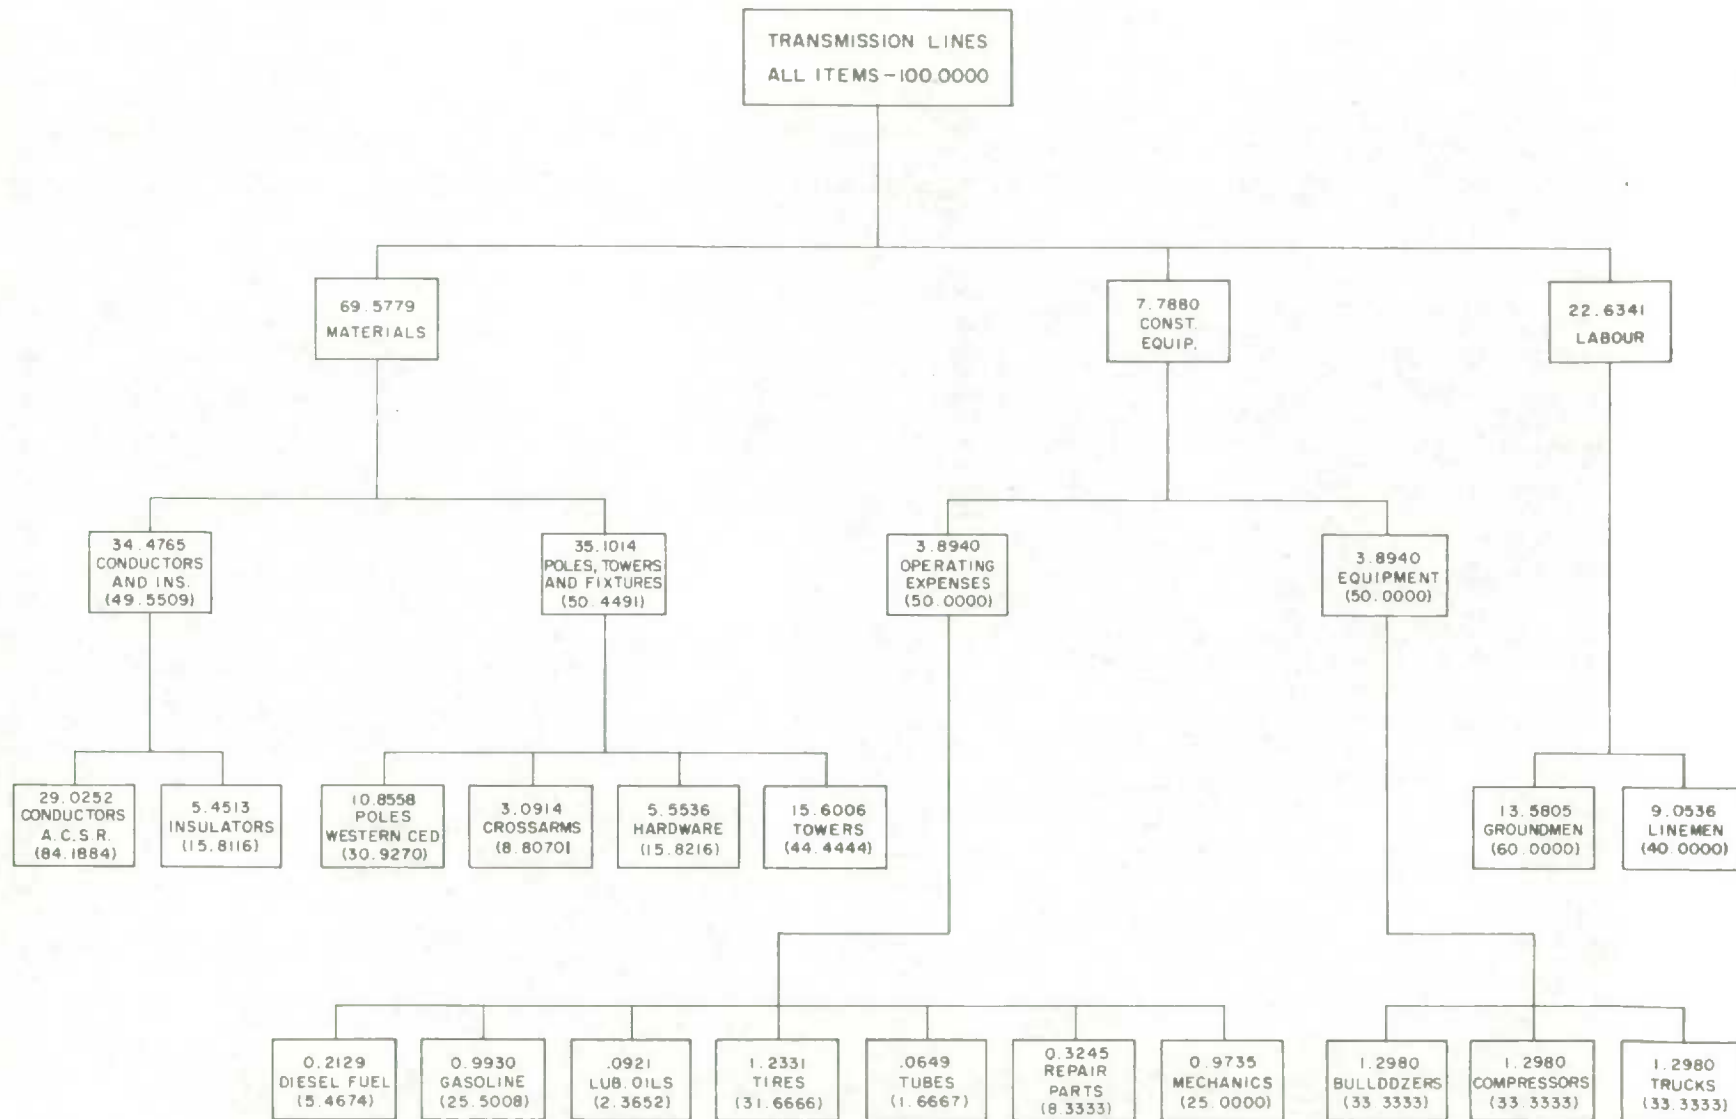 TRANSMISSION LINES
ALL ITEMS-100.0000
69.5779
MATERIALS
7.7880
CONST.
EQUIP.
22.6341
LABOUR
34.4765
CONDUCTORS
AND INS.
(49.5509)
35.1014
POLES, TOWERS
AND FIXTURES
(50.4491)
3.8940
OPERATING
EXPENSES
(50.0000)
3.8940
EQUIPMENT
(50.0000)
29.0252
CONDUCTORS
A.C.S.R.
(84.1884)
5.4513
INSULATORS
(15.8116)
10.8558
POLES
WESTERN CED
(30.9270)
3.0914
CROSSARMS
(8.8070)
5.5536
HARDWARE
(15.8216)
15.6006
TOWERS
(44.4444)
13.5805
GROUNDMEN
(60.0000)
9.0536
LINEMEN
(40.0000)
0.2129
DIESEL FUEL
(5.4674)
0.9930
GASOLINE
(25.5008)
.0921
LUB. OILS
(2.3652)
1.2331
TIRES
(31.6666)
.0649
TUBES
(1.6667)
0.3245
REPAIR
PARTS
(8.3333)
0.9735
MECHANICS
(25.0000)
1.2980
BULLDDZERS
(33.3333)
1.2980
COMPRESSORS
(33.3333)
1.2980
TRUCKS
(33.3333)